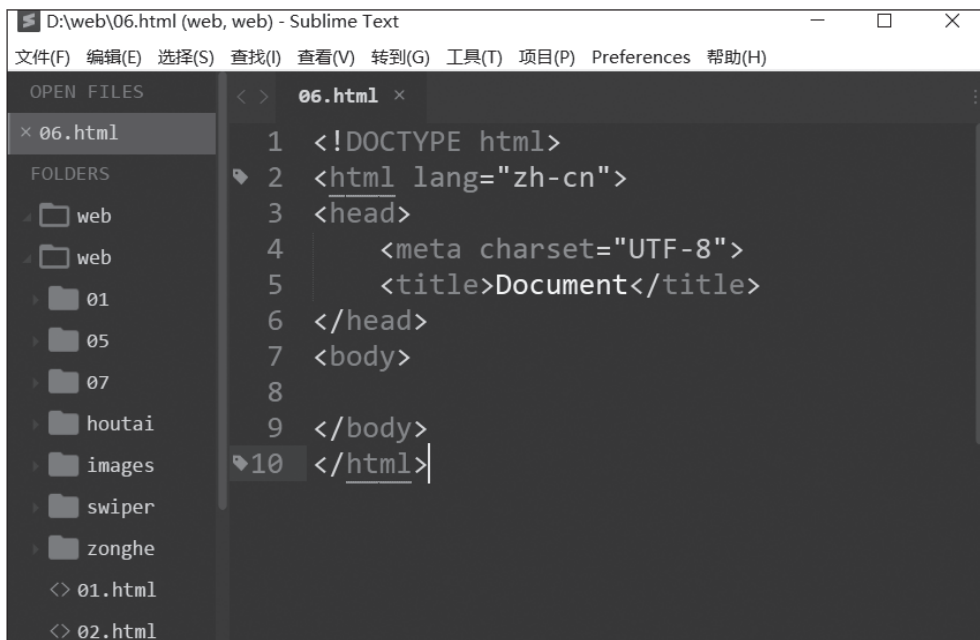 D:\web\06.html (web, web) - Sublime Text
文件(F) 编辑(E) 选择(S) 查找(I) 查看(V) 转到(G) 工具(T) 项目(P) Preferences 帮助(H)
OPEN FILES
06.html
FOLDERS
web
web
01
05
07
houtai
images
swiper
zonghe
01.html
02.html
06.html
1 <!DOCTYPE html>
2 <html lang="zh-cn">
3 <head>
4     <meta charset="UTF-8">
5     <title>Document</title>
6 </head>
7 <body>
8
9 </body>
10 </html>